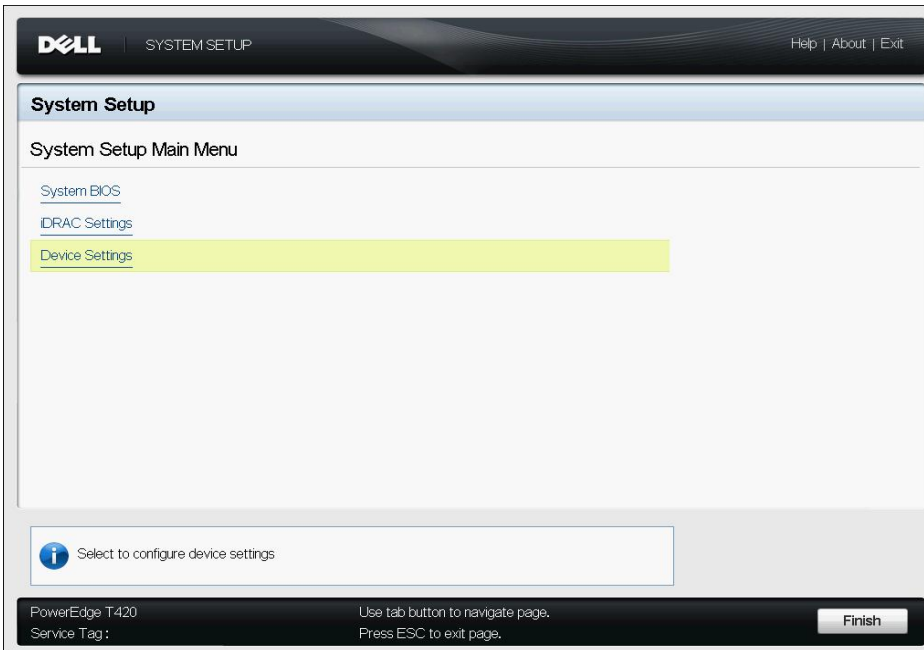 DELL
SYSTEM SETUP
Help | About | Exit
System Setup
System Setup Main Menu
System BIOS
iDRAC Settings
Device Settings
Select to configure device settings
PowerEdge T420
Service Tag :
Use tab button to navigate page.
Press ESC to exit page.
Finish